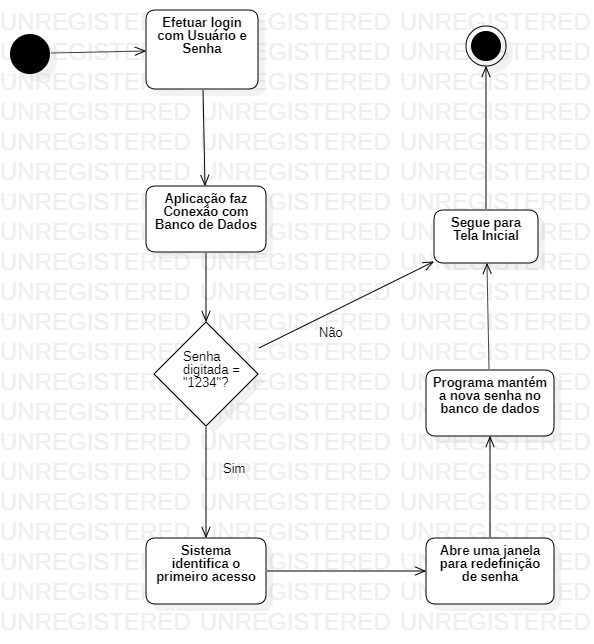 Efetuar login
com Usuário e
Senha
Aplicação faz
Conexão com
Banco de Dados
Senha
digitada =
"1234"?
Não
Sim
Sistema
identifica o
primeiro acesso
Abre uma janela
para redefinição
de senha
Programa mantém
a nova senha no
banco de dados
Segue para
Tela Inicial
UNREGISTERED